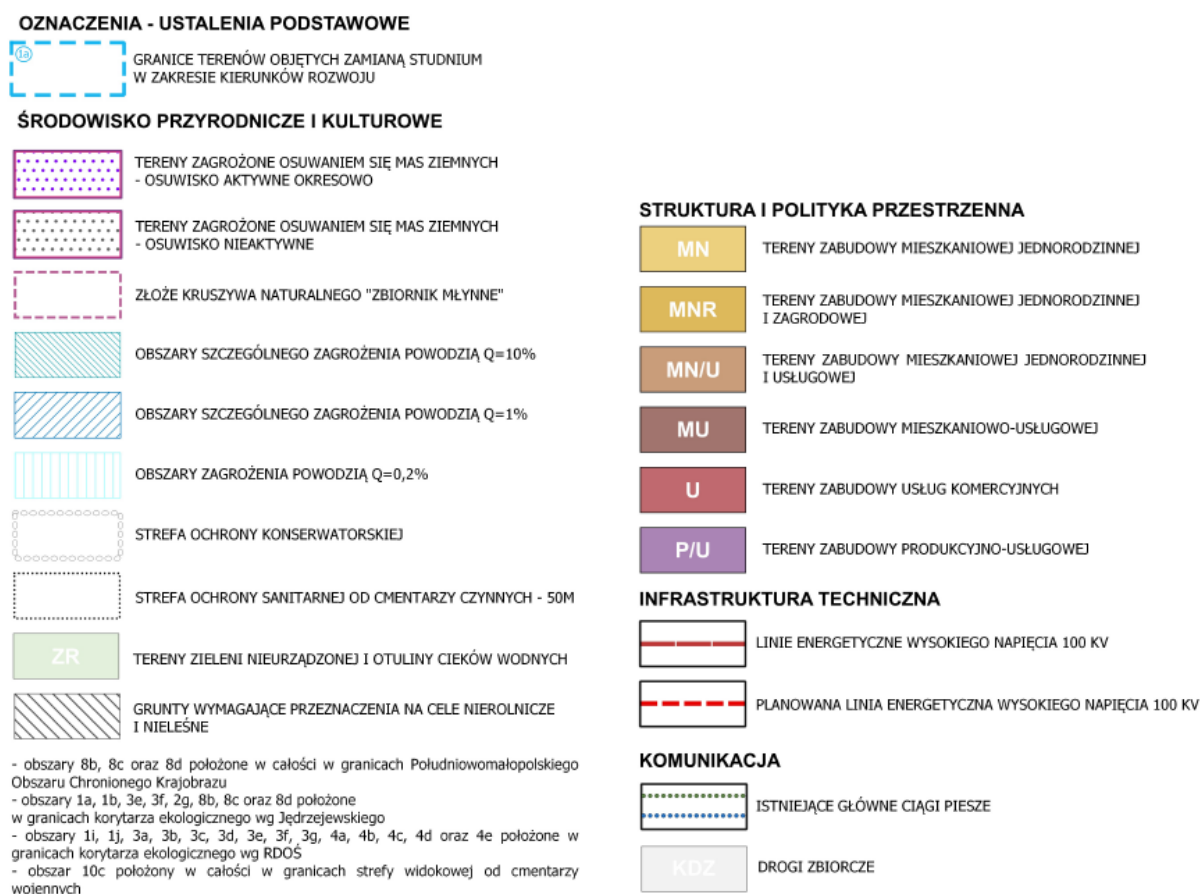 OZNACZENIA - USTALENIA PODSTAWOWE
1a
GRANICE TERENÓW OBJĘTYCH ZAMIANĄ STUDNIUM
W ZAKRESIE KIERUNKÓW ROZWOJU
ŚRODOWISKO PRZYRODNICZE I KULTUROWE
TERENY ZAGROŻONE OSUWANIEM SIĘ MAS ZIEMNYCH
- OSUWISKO AKTYWNE OKRESOWO
TERENY ZAGROŻONE OSUWANIEM SIĘ MAS ZIEMNYCH
- OSUWISKO NIEAKTYWNE
ZŁOŻE KRUSZYWA NATURALNEGO "ZBIORNIK MŁYNNE"
OBSZARY SZCZEGÓLNEGO ZAGROŻENIA POWODZIĄ Q=10%
OBSZARY SZCZEGÓLNEGO ZAGROŻENIA POWODZIĄ Q=1%
OBSZARY ZAGROŻENIA POWODZIĄ Q=0,2%
STREFA OCHRONY KONSERWATORSKIEJ
STREFA OCHRONY SANITARNEJ OD CMENTARZY CZYNNYCH - 50M
ZR
TERENY ZIELENI NIEURZĄDZONEJ I OTULINY CIEKÓW WODNYCH
GRUNTY WYMAGAJĄCE PRZEZNACZENIA NA CELE NIEROLNICZE
I NIELEŚNE
- obszary 8b, 8c oraz 8d położone w całości w granicach Południowomałopolskiego
Obszaru Chronionego Krajobrazu
- obszary 1a, 1b, 3e, 3f, 2g, 8b, 8c oraz 8d położone
w granicach korytarza ekologicznego wg Jędrzejewskiego
- obszary 1i, 1j, 3a, 3b, 3c, 3d, 3e, 3f, 3g, 4a, 4b, 4c, 4d oraz 4e położone w
granicach korytarza ekologicznego wg RDOŚ
- obszar 10c położony w całości w granicach strefy widokowej od cmentarzy
wojennych
STRUKTURA I POLITYKA PRZESTRZENNA
MN
TERENY ZABUDOWY MIESZKANIOWEJ JEDNORODZINNEJ
MNR
TERENY ZABUDOWY MIESZKANIOWEJ JEDNORODZINNEJ
I ZAGRODOWEJ
MN/U
TERENY ZABUDOWY MIESZKANIOWEJ JEDNORODZINNEJ
I USŁUGOWEJ
MU
TERENY ZABUDOWY MIESZKANIOWO-USŁUGOWEJ
U
TERENY ZABUDOWY USŁUG KOMERCYJNYCH
P/U
TERENY ZABUDOWY PRODUKCYJNO-USŁUGOWEJ
INFRASTRUKTURA TECHNICZNA
LINIE ENERGETYCZNE WYSOKIEGO NAPIĘCIA 100 KV
PLANOWANA LINIA ENERGETYCZNA WYSOKIEGO NAPIĘCIA 100 KV
KOMUNIKACJA
ISTNIEJĄCE GŁÓWNE CIĄGI PIESZE
KDZ
DROGI ZBIORCZE